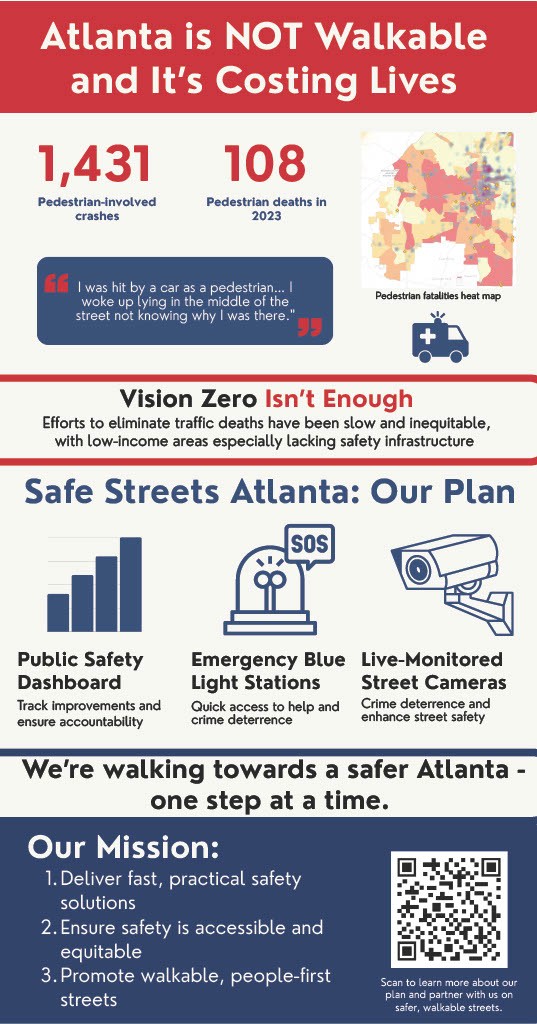 Atlanta is NOT Walkable
and It's Costing Lives
1,431
Pedestrian-involved
crashes
108
Pedestrian deaths in
2023
Pedestrian fatalities heat map
I was hit by a car as a pedestrian... I
woke up lying in the middle of the
street not knowing why I was there."
Vision Zero Isn't Enough
Efforts to eliminate traffic deaths have been slow and inequitable,
with low-income areas especially lacking safety infrastructure
Safe Streets Atlanta: Our Plan
SOS
Public Safety
Dashboard
Track improvements and
ensure accountability
Emergency Blue
Light Stations
Quick access to help and
crime deterrence
Live-Monitored
Street Cameras
Crime deterrence and
enhance street safety
We're walking towards a safer Atlanta -
one step at a time.
Our Mission:
1. Deliver fast, practical safety
solutions
2. Ensure safety is accessible and
equitable
3. Promote walkable, people-first
streets
Scan to learn more about our
plan and partner with us on
safer, walkable streets.